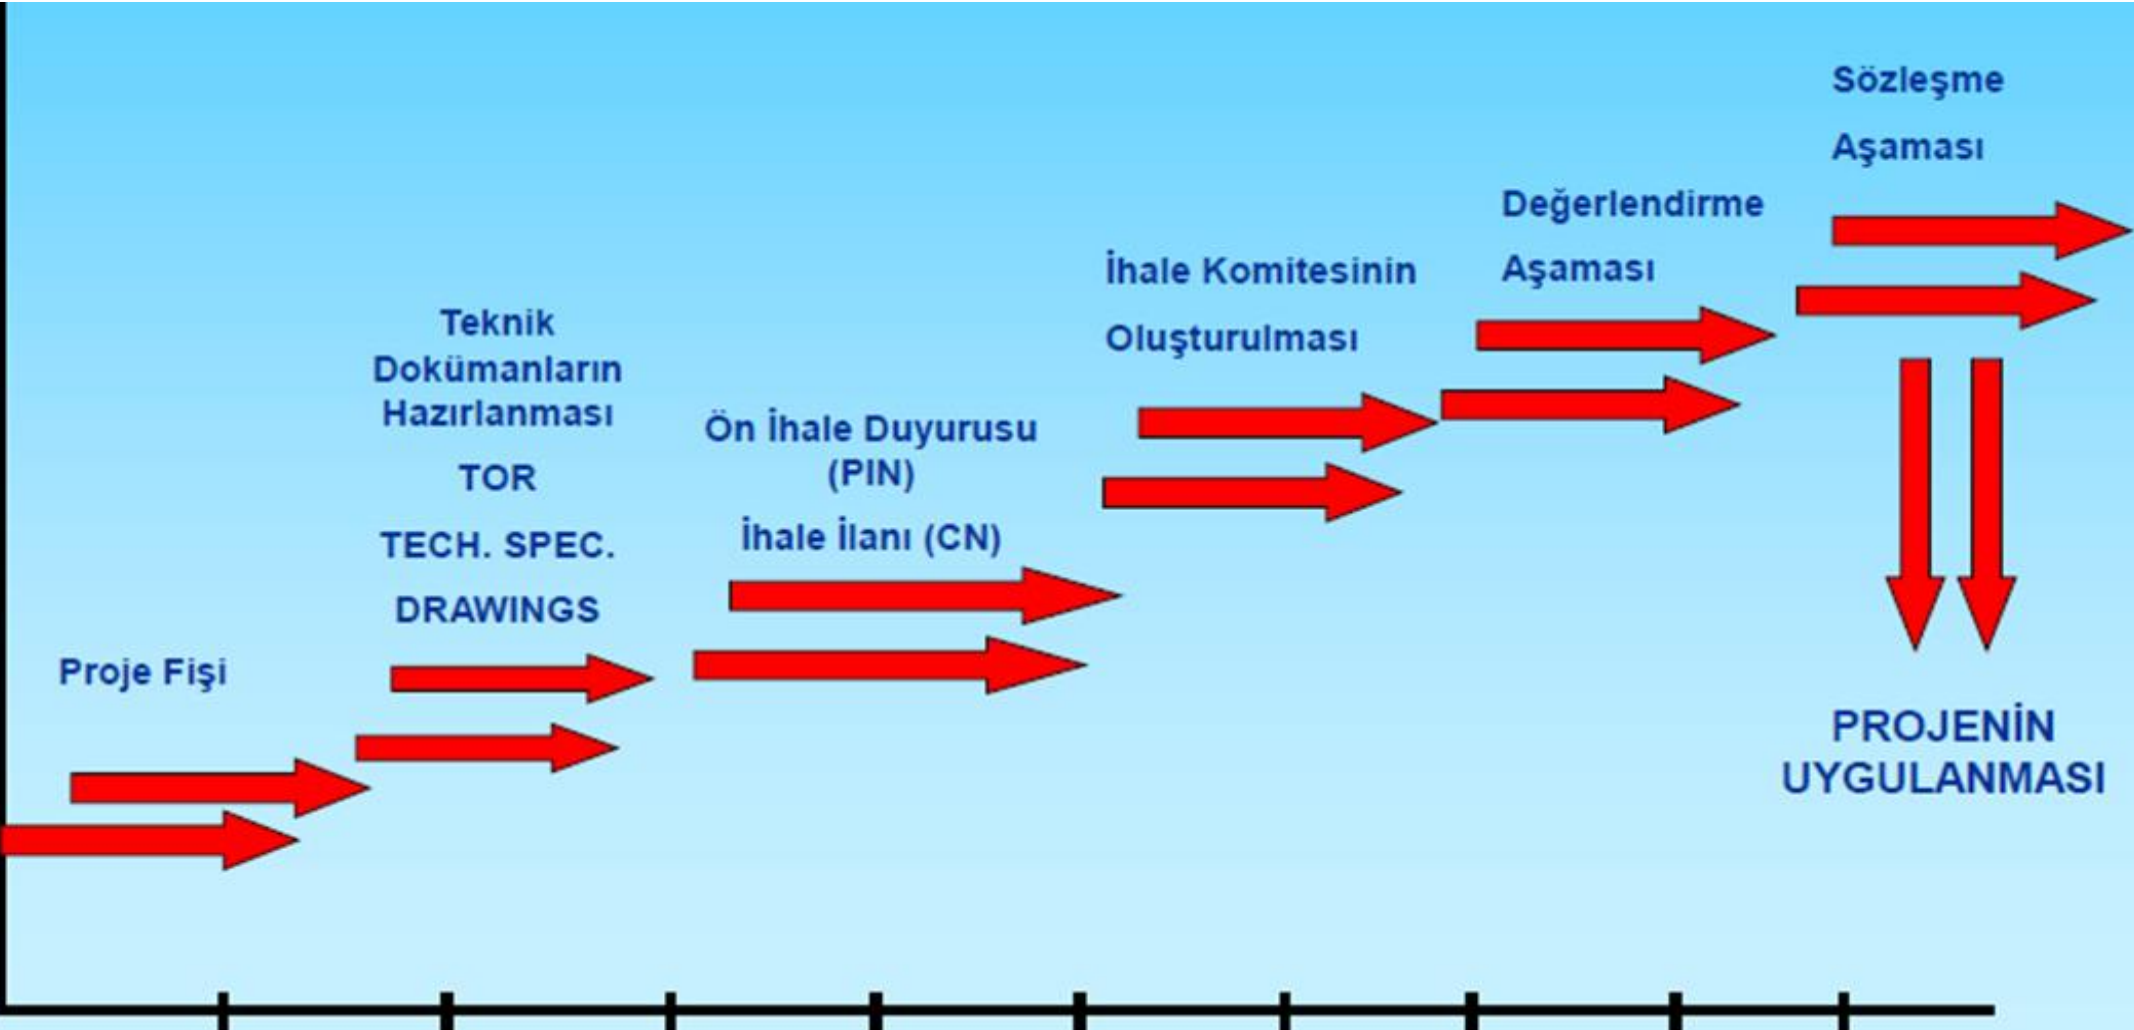 Proje Fişi
Teknik
Dokümanların
Hazırlanması
TOR
TECH. SPEC.
DRAWINGS
Ön İhale Duyurusu
(PIN)
İhale İlanı (CN)
İhale Komitesinin
Oluşturulması
Değerlendirme
Aşaması
Sözleşme
Aşaması
PROJENİN
UYGULANMASI